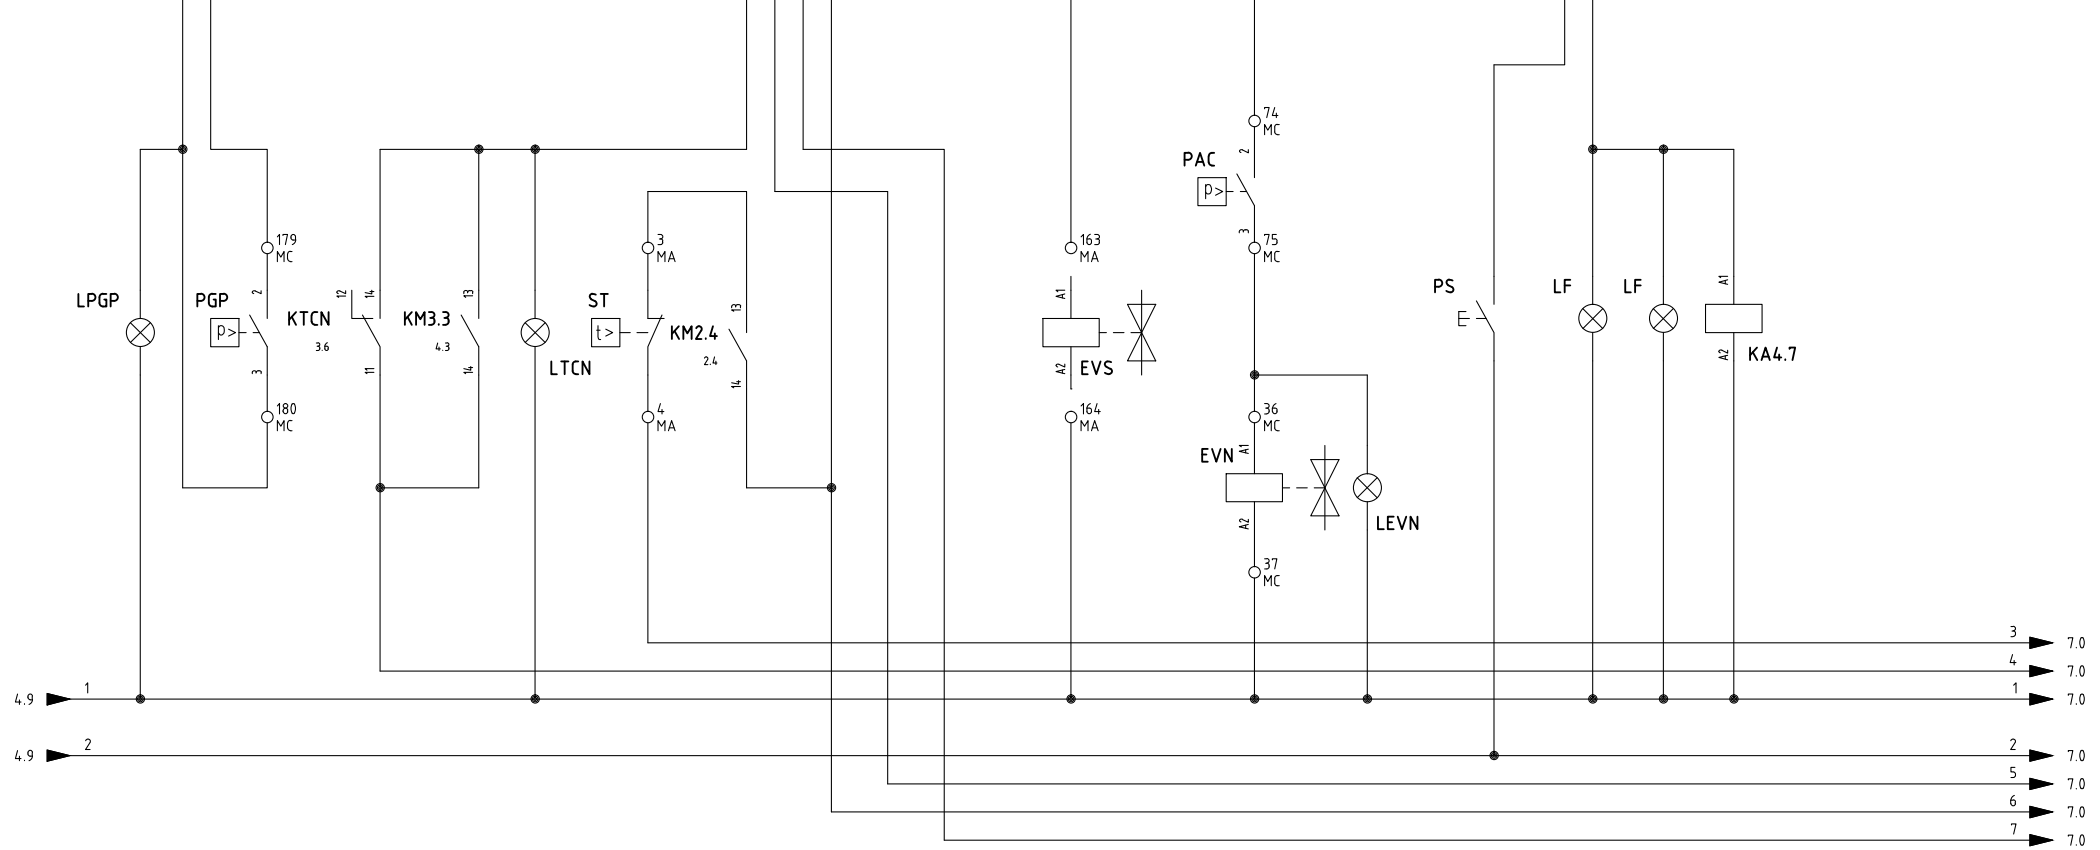 74
MC
2
PAC
p>
3
75
MC
179
MC
3
MA
163
MA
LPGP
PGP
2
p>
3
180
MC
KTCN
3.6
12
14
11
KM3.3
4.3
13
14
LTCN
ST
t>
4
MA
KM2.4
2.4
13
14
A1
A2
EVS
164
MA
36
MC
EVN
A1
A2
37
MC
LEVN
PS
LF
LF
A1
A2
KA4.7
3
7.0
4
7.0
4.9
1
1
7.0
4.9
2
2
7.0
5
7.0
6
7.0
7
7.0